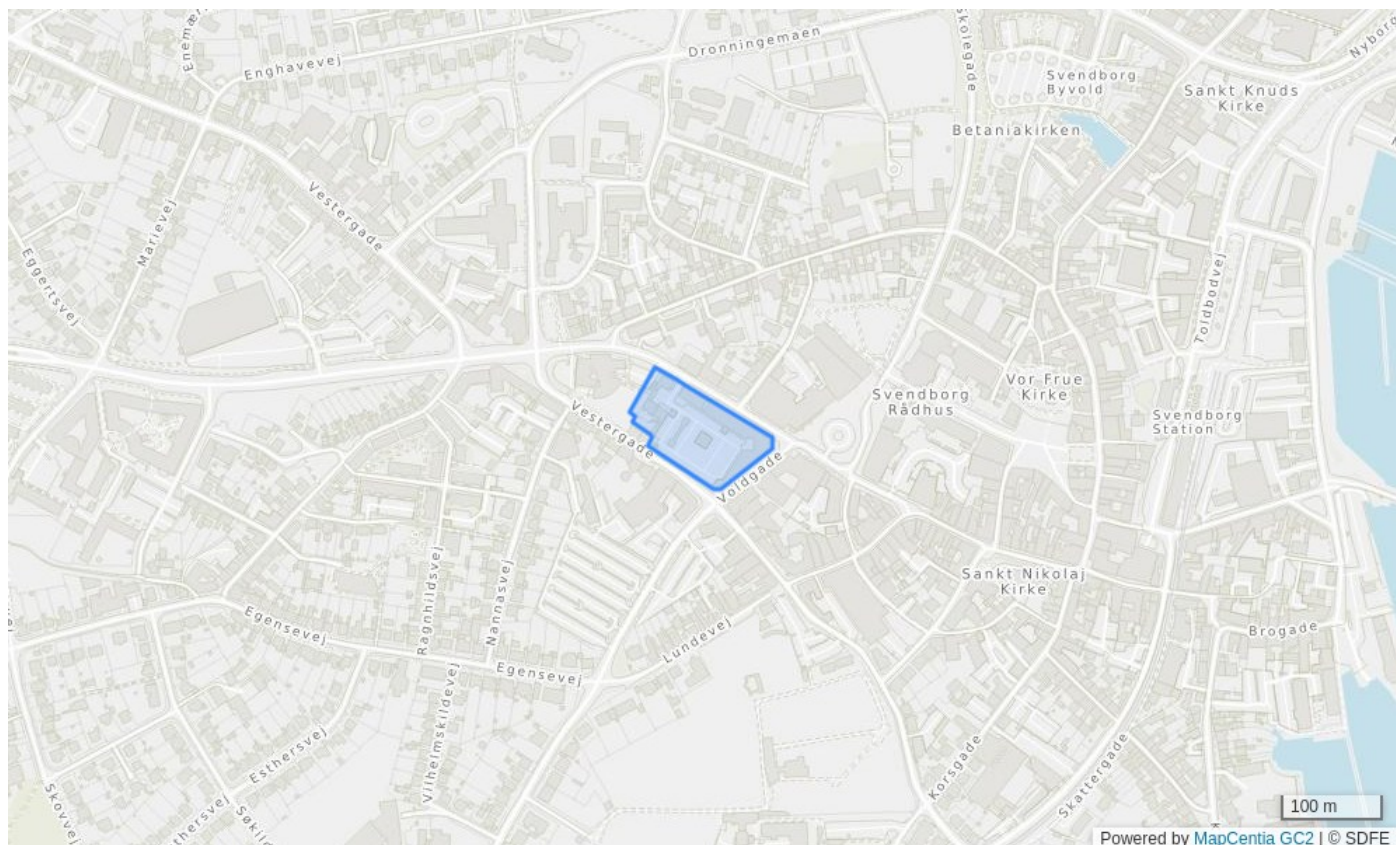 Enghavevej
Dronningemaen
Skolegade
Svendborg
Byvold
Sankt Knuds
Kirke
Betaniakirken
Vestergade
Marievej
Eggertsvej
Toldbodvej
Vor Frue
Kirke
Svendborg
Rådhus
Svendborg
Station
Vestergade
Voldgade
Ragnhildsvej
Nannasvej
Sankt Nikolaj
Kirke
Egensevej
Egensevej
Lundevej
Brogade
Vilhelmskildevej
Esthersvej
Korsgade
Skattergade
Skovvej
100 m
Powered by MapCentia GC2 | © SDFE